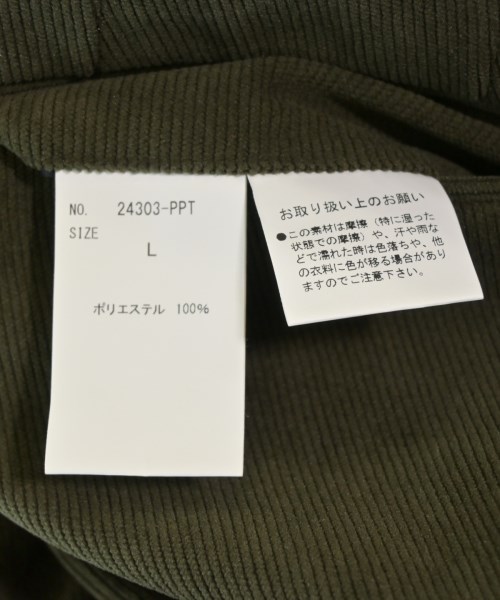 NO. 24303-PPT
SIZE
L
ポリエステル 100%
お取り扱い上のお願い
●この素材は摩擦（特に湿った
状態での摩擦）や、汗や雨な
どで濡れた時は色落ちや、他
の衣料に色が移る場合があり
ますのでご注意下さい。